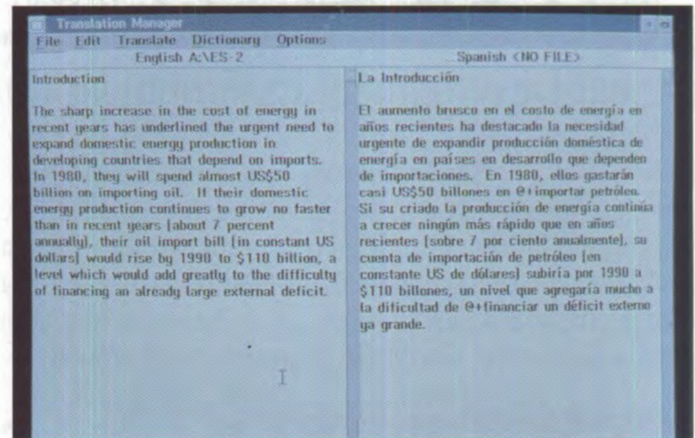 Translation Manager
File Edit Translate Dictionary Options
English A:\ES-2
Spanish <NO FILE>
Introduction
The sharp increase in the cost of energy in
recent years has underlined the urgent need to
expand domestic energy production in
developing countries that depend on imports.
In 1980, they will spend almost US$50
billion on importing oil. If their domestic
energy production continues to grow no faster
than in recent years [about 7 percent
annually], their oil import bill [in constant US
dollars] would rise by 1990 to $110 billion, a
level which would add greatly to the difficulty
of financing an already large external deficit.
La Introducción
El aumento brusco en el costo de energía en
años recientes ha destacado la necesidad
urgente de expandir producción doméstica de
energía en países en desarrollo que dependen
de importaciones. En 1980, ellos gastarán
casi US$50 billones en @+importar petróleo.
Si su criado la producción de energía continúa
a crecer ningún más rápido que en años
recientes [sobre 7 por ciento anualmente], su
cuenta de importación de petróleo [en
constante US de dólares] subiría por 1990 a
$110 billones, un nivel que agregaría mucho a
la dificultad de @+financiar un déficit externo
ya grande.